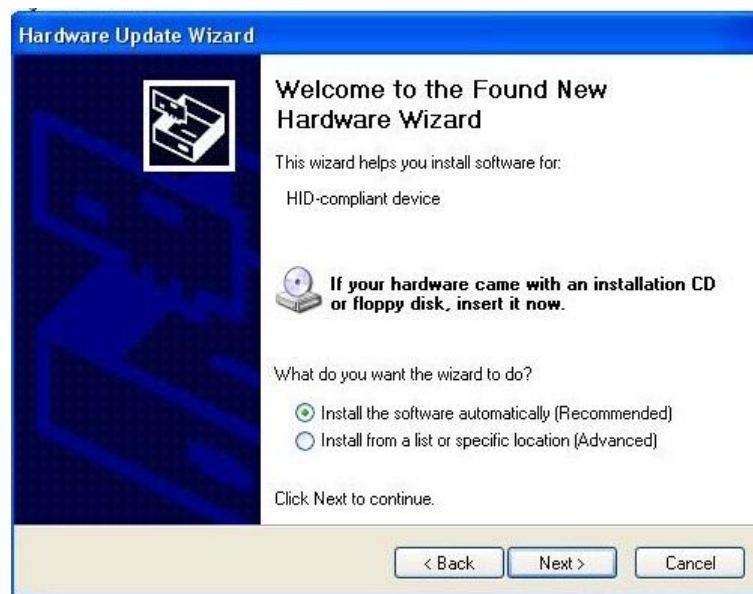 Hardware Update Wizard
Welcome to the Found New
Hardware Wizard
This wizard helps you install software for:
HID-compliant device
If your hardware came with an installation CD
or floppy disk, insert it now.
What do you want the wizard to do?
Install the software automatically (Recommended)
Install from a list or specific location (Advanced)
Click Next to continue.
< Back
Next >
Cancel